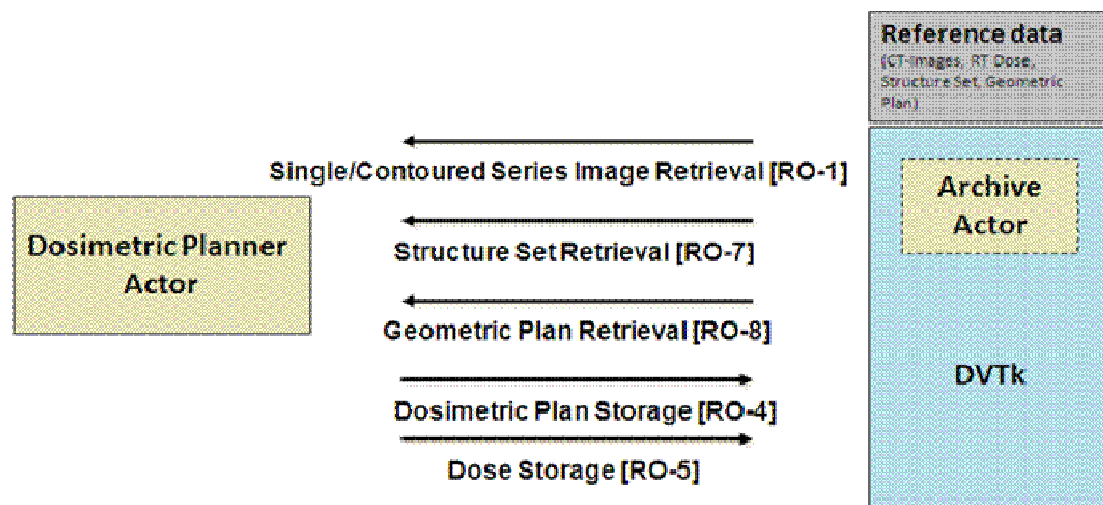 Reference data
(CT-Images, RT Dose,
Structure Set, Geometric
Plan)
Single/Contoured Series Image Retrieval [RO-1]
Archive
Actor
Dosimetric Planner
Actor
Structure Set Retrieval [RO-7]
Geometric Plan Retrieval [RO-8]
DVTk
Dosimetric Plan Storage [RO-4]
Dose Storage [RO-5]